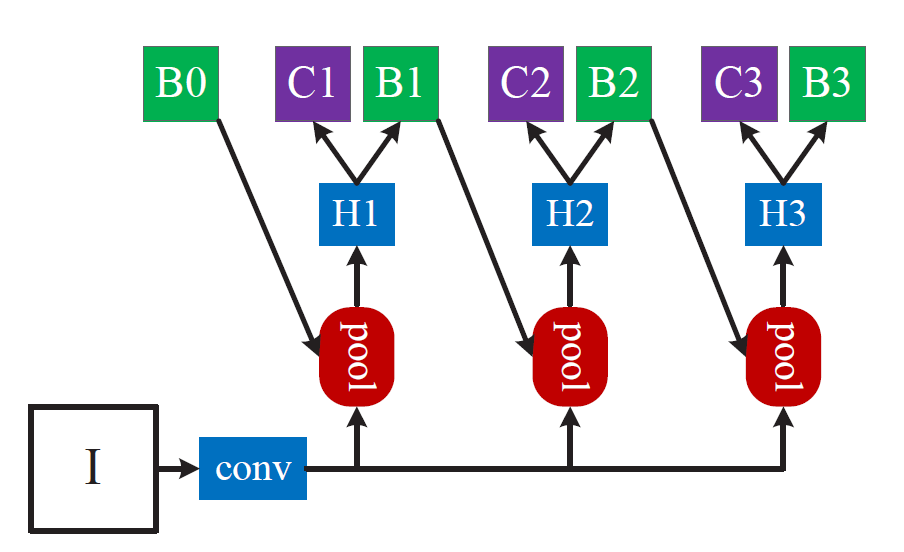 B0 C1 B1 C2 B2 C3 B3
H1 H2 H3
pool pool pool
I conv